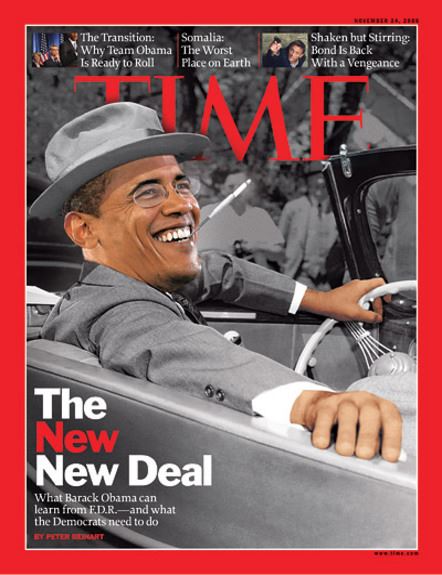 NOVEMBER 24, 2008
The Transition:
Why Team Obama
Is Ready to Roll
Somalia:
The Worst
Place on Earth
Shaken but Stirring:
Bond Is Back
With a Vengeance
TIME
The
New
New Deal
What Barack Obama can
learn from F.D.R.—and what
the Democrats need to do
BY PETER BEINART
www.time.com